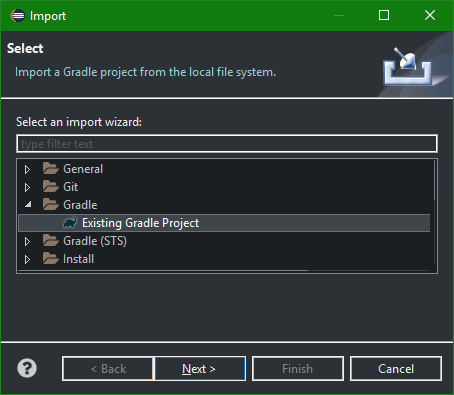 Import
Select
Import a Gradle project from the local file system.
Select an import wizard:
type filter text
General
Git
Gradle
Existing Gradle Project
Gradle (STS)
Install
? < Back Next > Finish Cancel